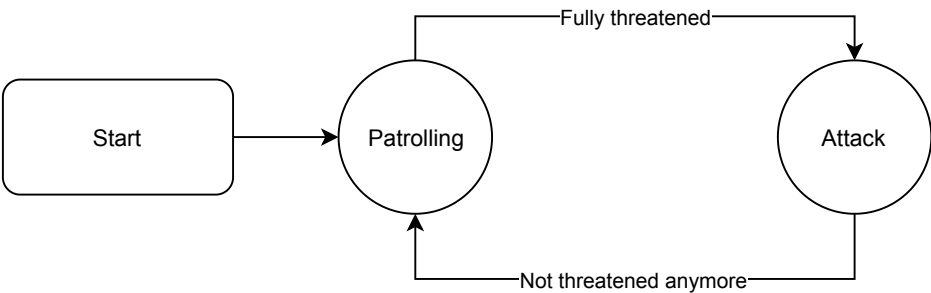 Fully threatened
Start
Patrolling
Attack
Not threatened anymore